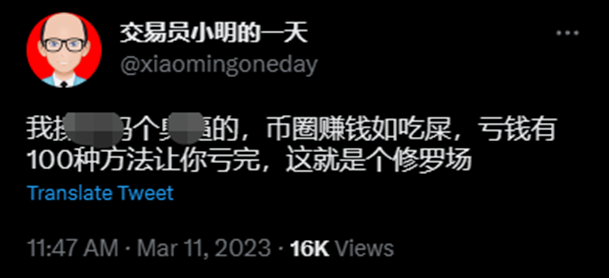 交易员小明的一天
@xiaomingoneday
我 个 的，币圈赚钱如吃屎，亏钱有
100种方法让你亏完，这就是个修罗场
Translate Tweet
11:47 AM · Mar 11, 2023 · 16K Views